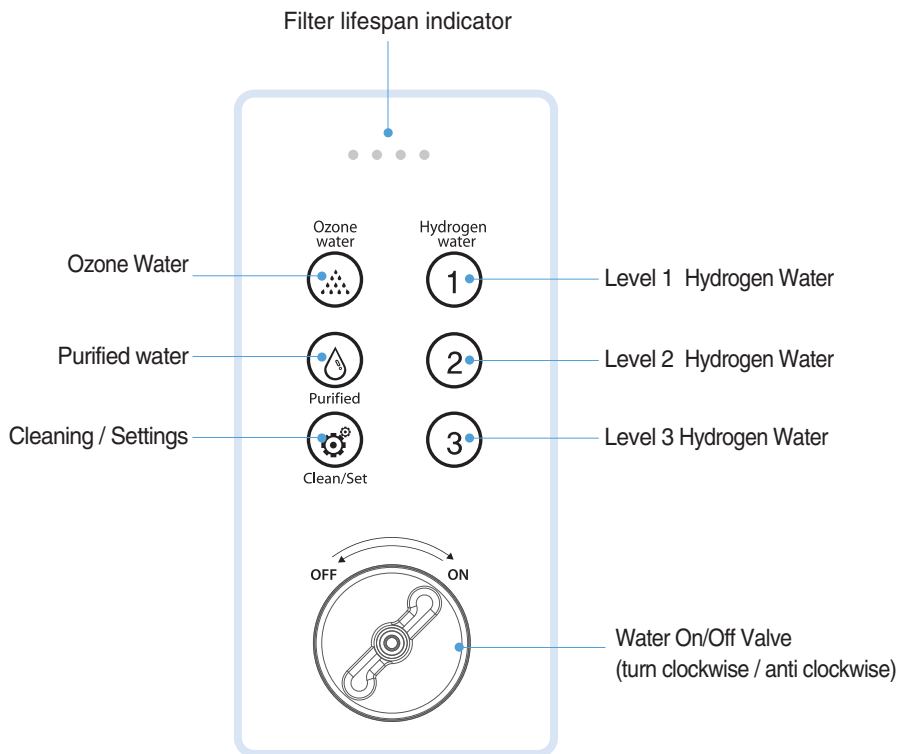 Filter lifespan indicator
Ozone
water
Hydrogen
water
Ozone Water
1
Level 1 Hydrogen Water
Purified water
2
Level 2 Hydrogen Water
Purified
Cleaning / Settings
3
Level 3 Hydrogen Water
Clean/Set
OFF
ON
Water On/Off Valve
(turn clockwise / anti clockwise)